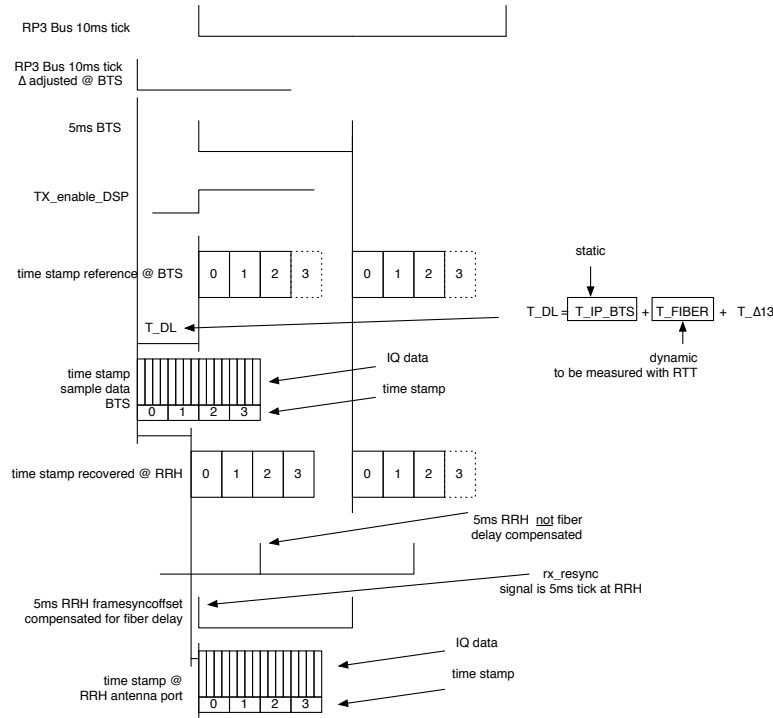 RP3 Bus 10ms tick
RP3 Bus 10ms tick
Δ adjusted @ BTS
5ms BTS
TX_enable_DSP
static
time stamp reference @ BTS
0 1 2 3 0 1 2 3
T_DL = T_IP_BTS + T_FIBER + T_Δ13
T_DL
dynamic
to be measured with RTT
time stamp
sample data
BTS
IQ data
time stamp
0 1 2 3
time stamp recovered @ RRH
0 1 2 3 0 1 2 3
5ms RRH not fiber
delay compensated
rx_resync
signal is 5ms tick at RRH
5ms RRH framesyncoffset
compensated for fiber delay
IQ data
time stamp @
RRH antenna port
time stamp
0 1 2 3